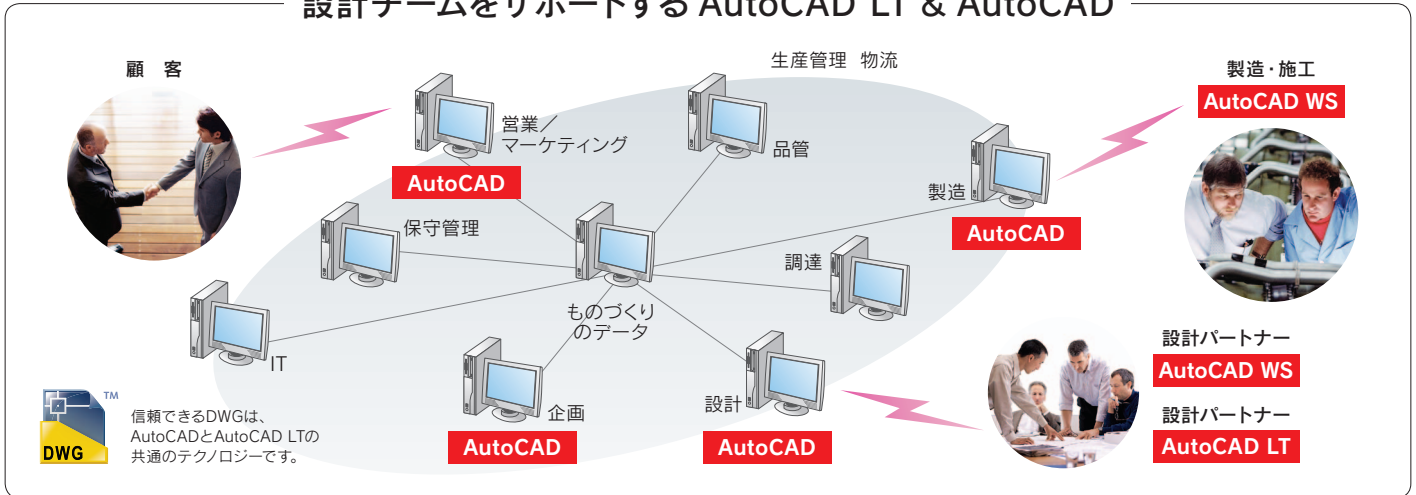 設計チームをサポートする AutoCAD LT & AutoCAD
顧 客
生産管理 物流
製造・施工
AutoCAD WS
営業／
マーケティング
AutoCAD
品管
製造
AutoCAD
保守管理
調達
ものづくり
のデータ
IT
企画
AutoCAD
設計
AutoCAD
設計パートナー
AutoCAD WS
設計パートナー
AutoCAD LT
TM
DWG
信頼できるDWGは、
AutoCADとAutoCAD LTの
共通のテクノロジーです。